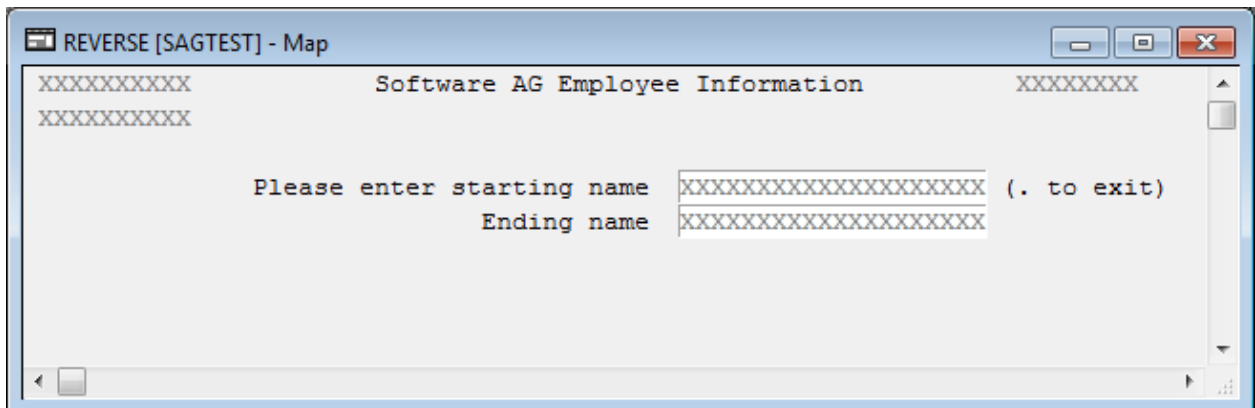 REVERSE [SAGTEST] - Map
XXXXXXXXXX Software AG Employee Information XXXXXXXX
XXXXXXXXXX
Please enter starting name XXXXXXXXXXXXXXXXXXXX (. to exit)
Ending name XXXXXXXXXXXXXXXXXXXX